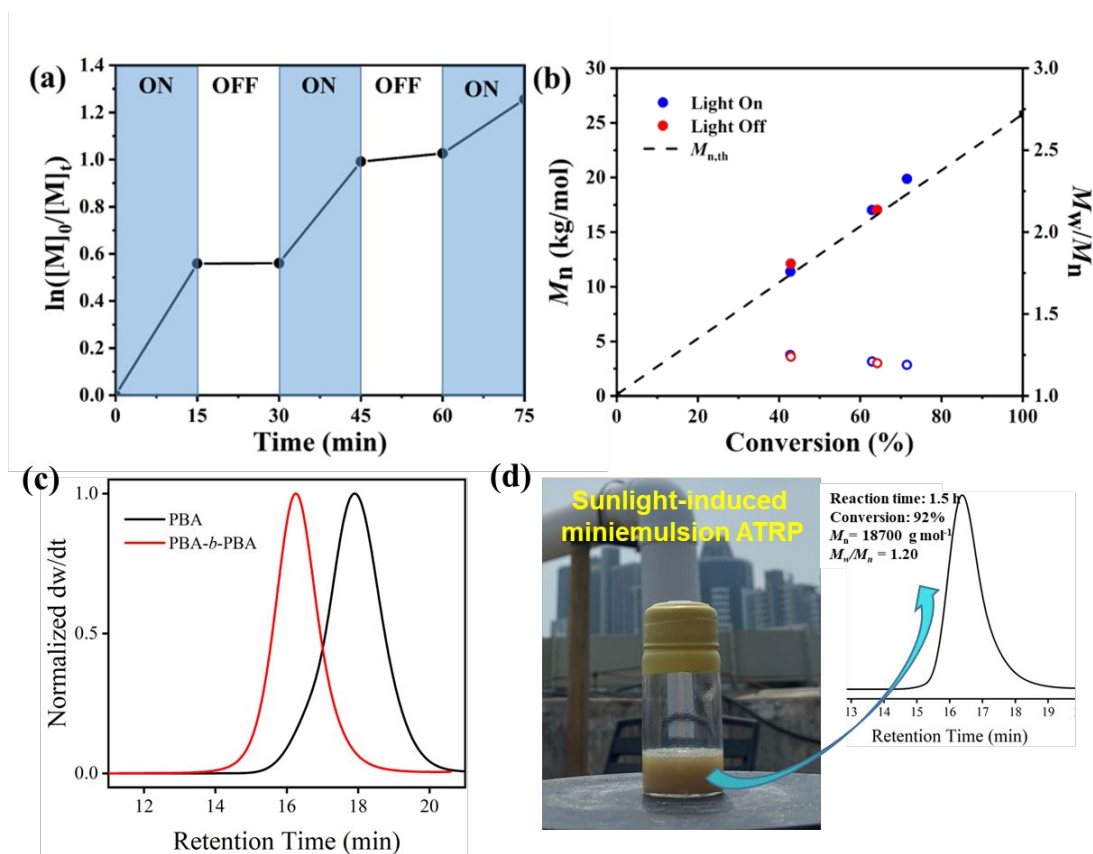 (a)
1.4
1.2
1.0
0.8
0.6
0.4
0.2
0.0
ON OFF ON OFF ON
ln([M]0/[M]t)
0 15 30 45 60 75
Time (min)
(b)
30
25
20
15
10
5
0
Light On
Light Off
Mn,th
3.0
2.5
2.0
1.5
1.0
Mn (kg/mol)
Mw/Mn
0 20 40 60 80 100
Conversion (%)
(c)
1.0
0.5
0.0
PBA
PBA-b-PBA
Normalized dw/dt
12 14 16 18 20
Retention Time (min)
(d)
Sunlight-induced
miniemulsion ATRP
Reaction time: 1.5 h
Conversion: 92%
Mn= 18700 g mol-1
Mw/Mn = 1.20
13 14 15 16 17 18 19
Retention Time (min)